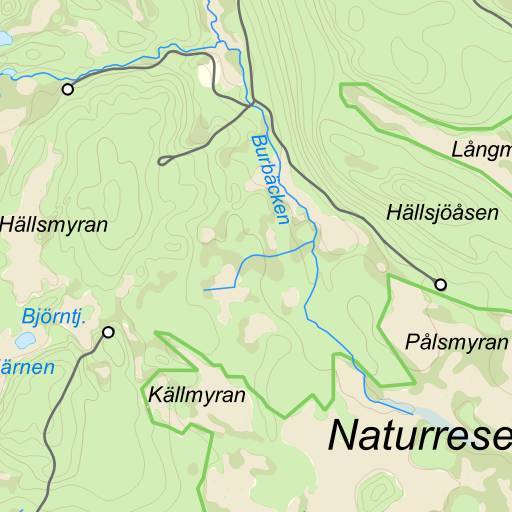 Burbäcken
Långm
Hällsjöåsen
Hällsmyran
Björntj.
Pålsmyran
ärnen
Källmyran
Naturrese